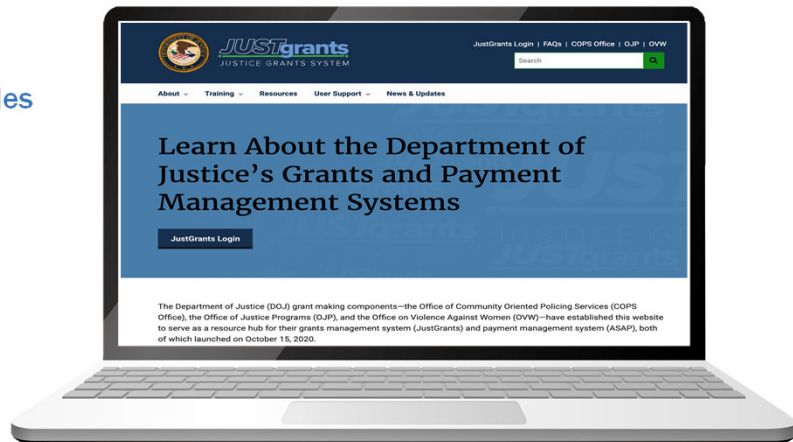 les
JUSTgrants
JUSTICE GRANTS SYSTEM
JustGrants Login | FAQs | COPS Office | OJP | OVW
Search
About Training Resources User Support News & Updates
Learn About the Department of
Justice's Grants and Payment
Management Systems
JustGrants Login
The Department of Justice (DOJ) grant making components—the Office of Community Oriented Policing Services (COPS
Office), the Office of Justice Programs (OJP), and the Office on Violence Against Women (OVW)—have established this website
to serve as a resource hub for their grants management system (JustGrants) and payment management system (ASAP), both
of which launched on October 15, 2020.